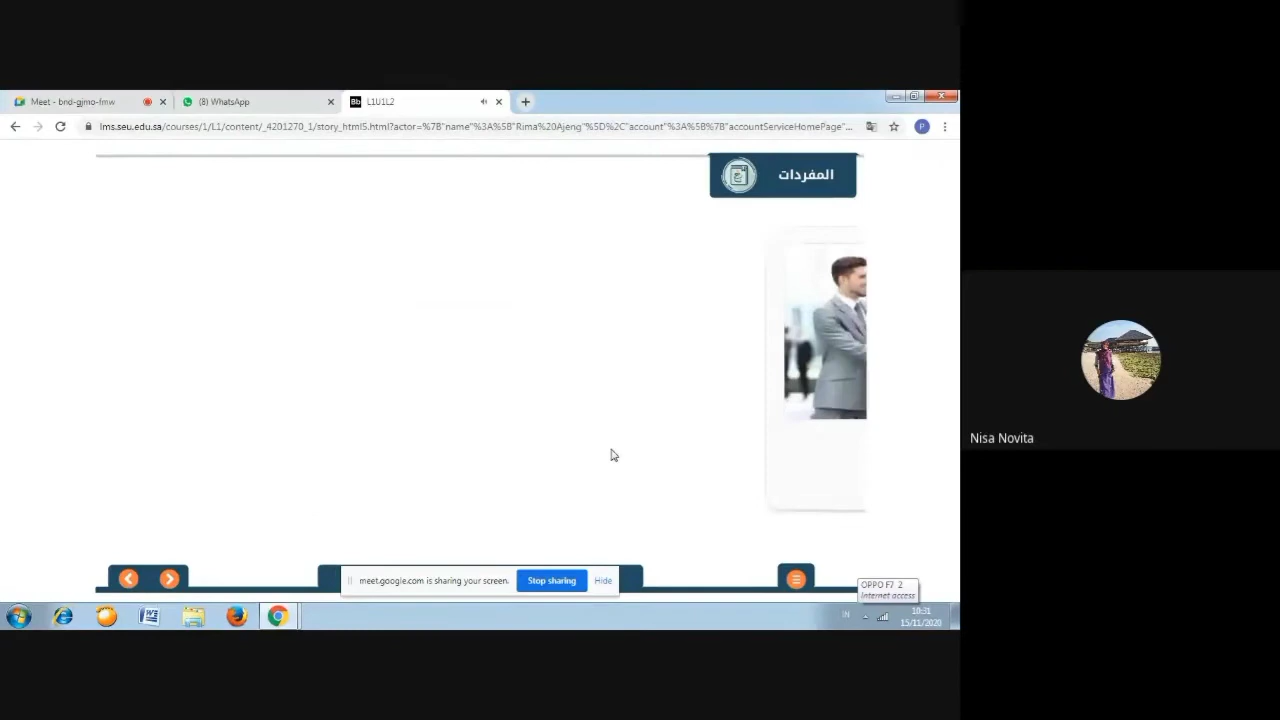 Meet - bnd-gjmo-fmw
(8) WhatsApp
Bb L1U1L2
lms.seu.edu.sa/courses/1/L1/content/_4201270_1/story_html5.html?actor=%7B"name"%3A%5B"Rima%20Ajeng"%5D%2C"account"%3A%5B%7B"accountServiceHomePage"...
P
المفردات
Nisa Novita
meet.google.com is sharing your screen.
Stop sharing
Hide
OPPO F7 2
Internet access
IN
10:31
15/11/2020